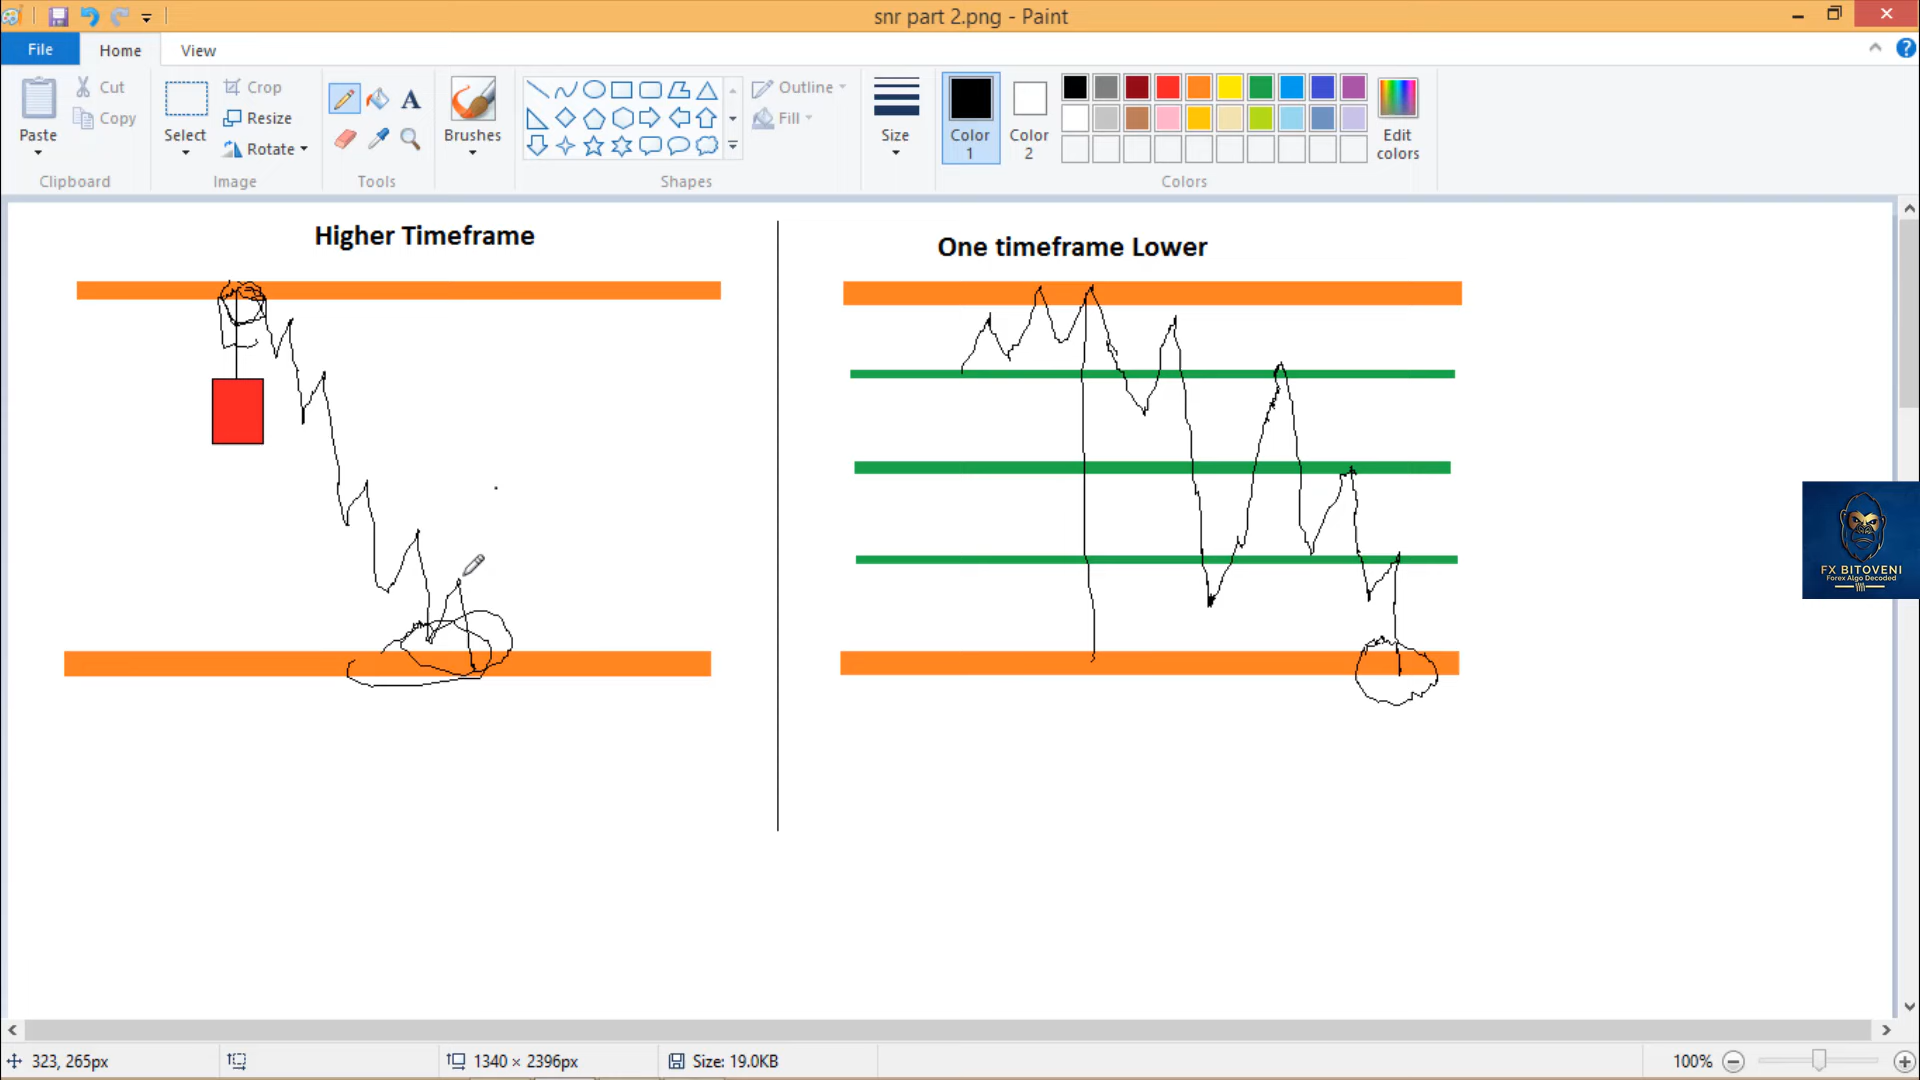 snr part 2.png - Paint
File Home View
Paste
Cut
Copy
Clipboard
Select
Crop
Resize
Rotate
Image
Tools
Brushes
Outline
Fill
Shapes
Size
Color 1
Color 2
Edit colors
Colors
Higher Timeframe
One timeframe Lower
FX BITOVENI
Forex Algo Decoded
323, 265px
1340 × 2396px
Size: 19.0KB
100%